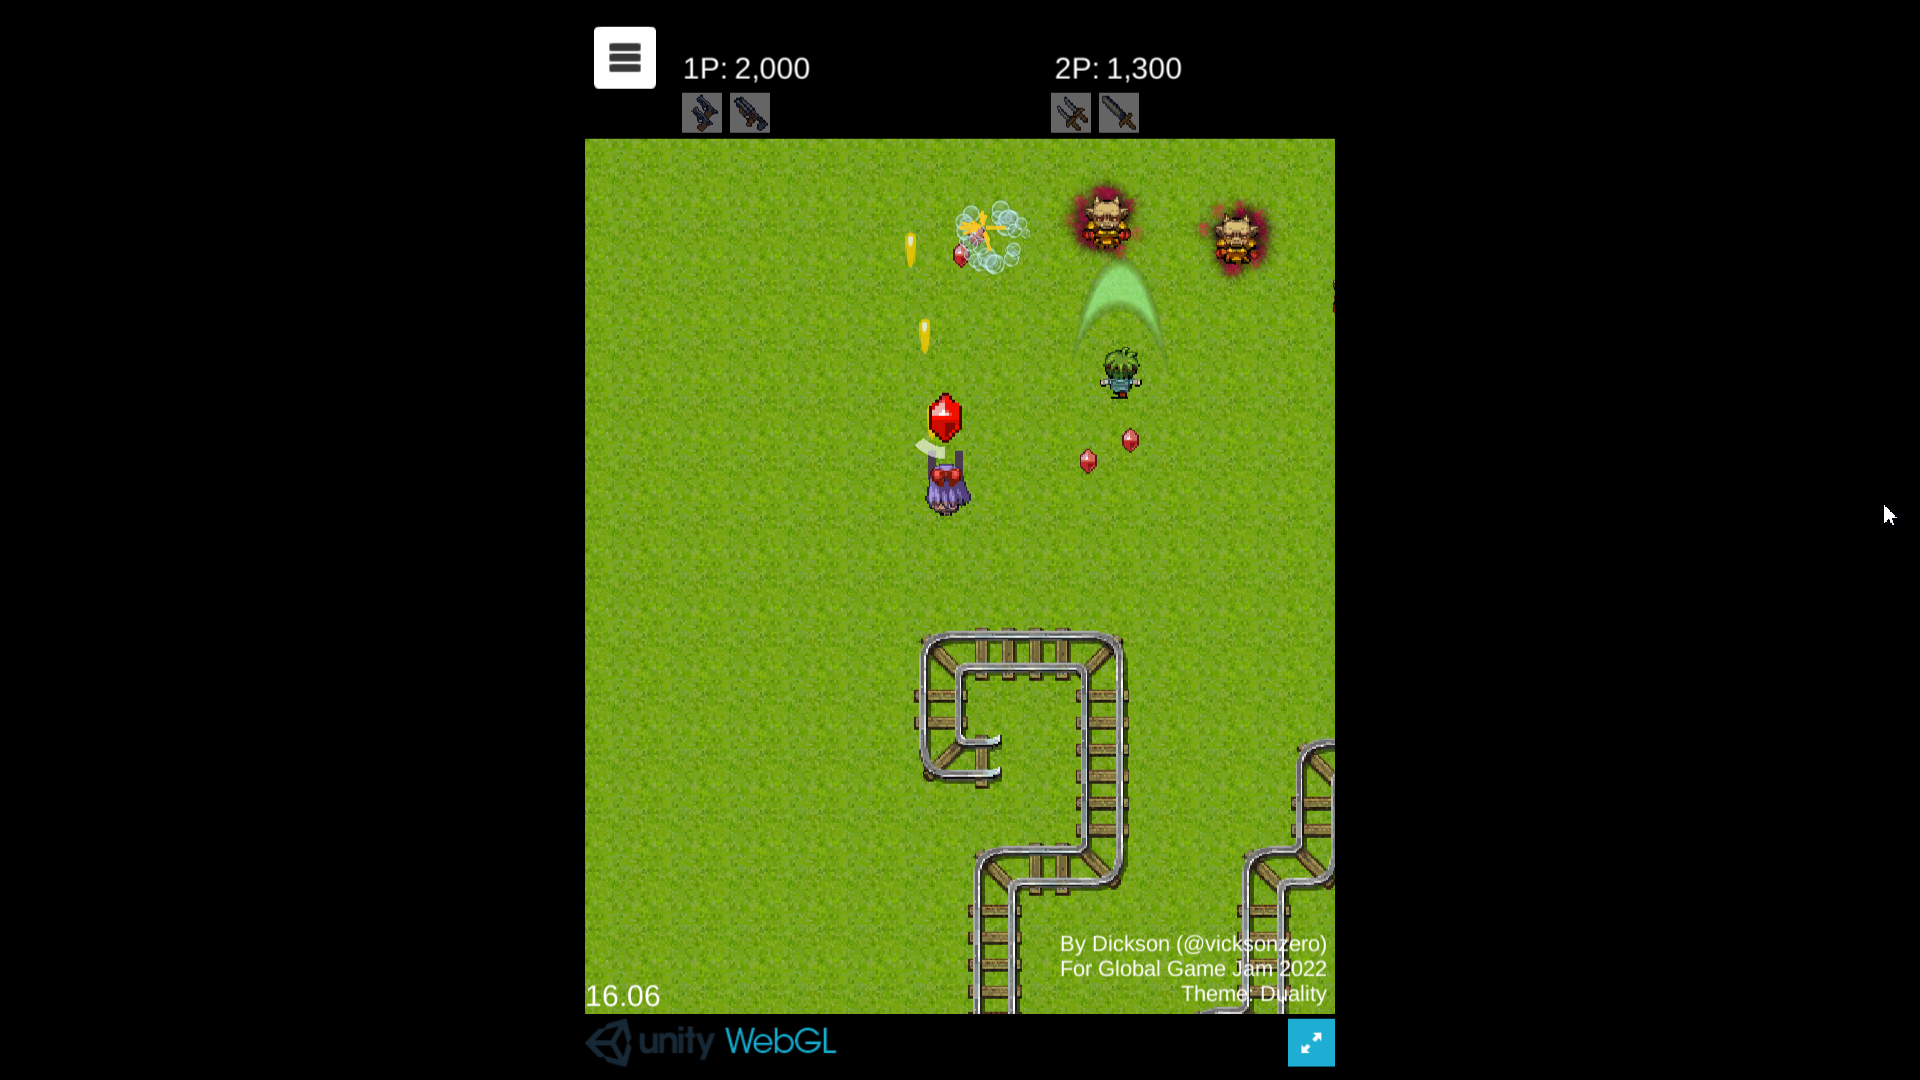 1P: 2,000
2P: 1,300
By Dickson (@vicksonzero)
For Global Game Jam 2022
Theme: Duality
16.06
unity WebGL